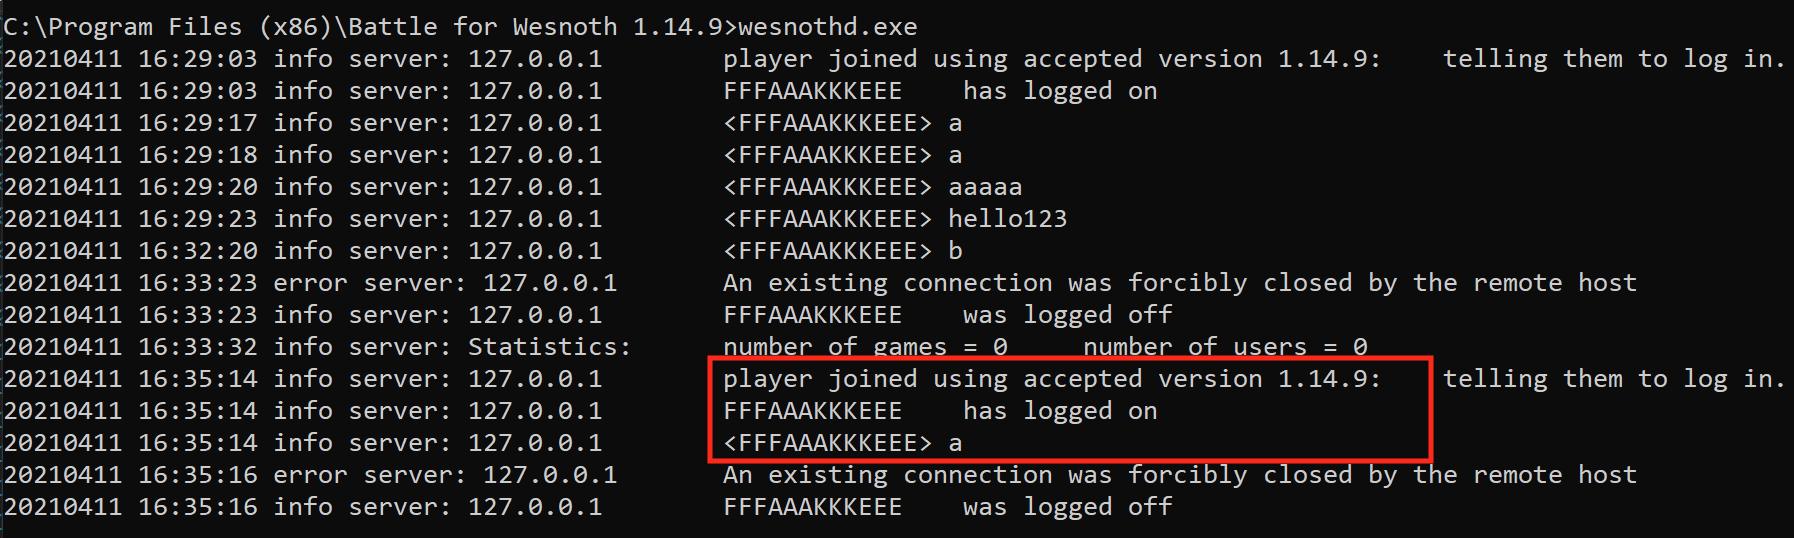 C:\Program Files (x86)\Battle for Wesnoth 1.14.9>wesnothd.exe
20210411 16:29:03 info server: 127.0.0.1        player joined using accepted version 1.14.9:    telling them to log in.
20210411 16:29:03 info server: 127.0.0.1        FFFAAAKKKEEE    has logged on
20210411 16:29:17 info server: 127.0.0.1        <FFFAAAKKKEEE> a
20210411 16:29:18 info server: 127.0.0.1        <FFFAAAKKKEEE> a
20210411 16:29:20 info server: 127.0.0.1        <FFFAAAKKKEEE> aaaaa
20210411 16:29:23 info server: 127.0.0.1        <FFFAAAKKKEEE> hello123
20210411 16:32:20 info server: 127.0.0.1        <FFFAAAKKKEEE> b
20210411 16:33:23 error server: 127.0.0.1       An existing connection was forcibly closed by the remote host
20210411 16:33:23 info server: 127.0.0.1        FFFAAAKKKEEE    was logged off
20210411 16:33:32 info server: Statistics:      number of games = 0     number of users = 0
20210411 16:35:14 info server: 127.0.0.1        player joined using accepted version 1.14.9:    telling them to log in.
20210411 16:35:14 info server: 127.0.0.1        FFFAAAKKKEEE    has logged on
20210411 16:35:14 info server: 127.0.0.1        <FFFAAAKKKEEE> a
20210411 16:35:16 error server: 127.0.0.1       An existing connection was forcibly closed by the remote host
20210411 16:35:16 info server: 127.0.0.1        FFFAAAKKKEEE    was logged off